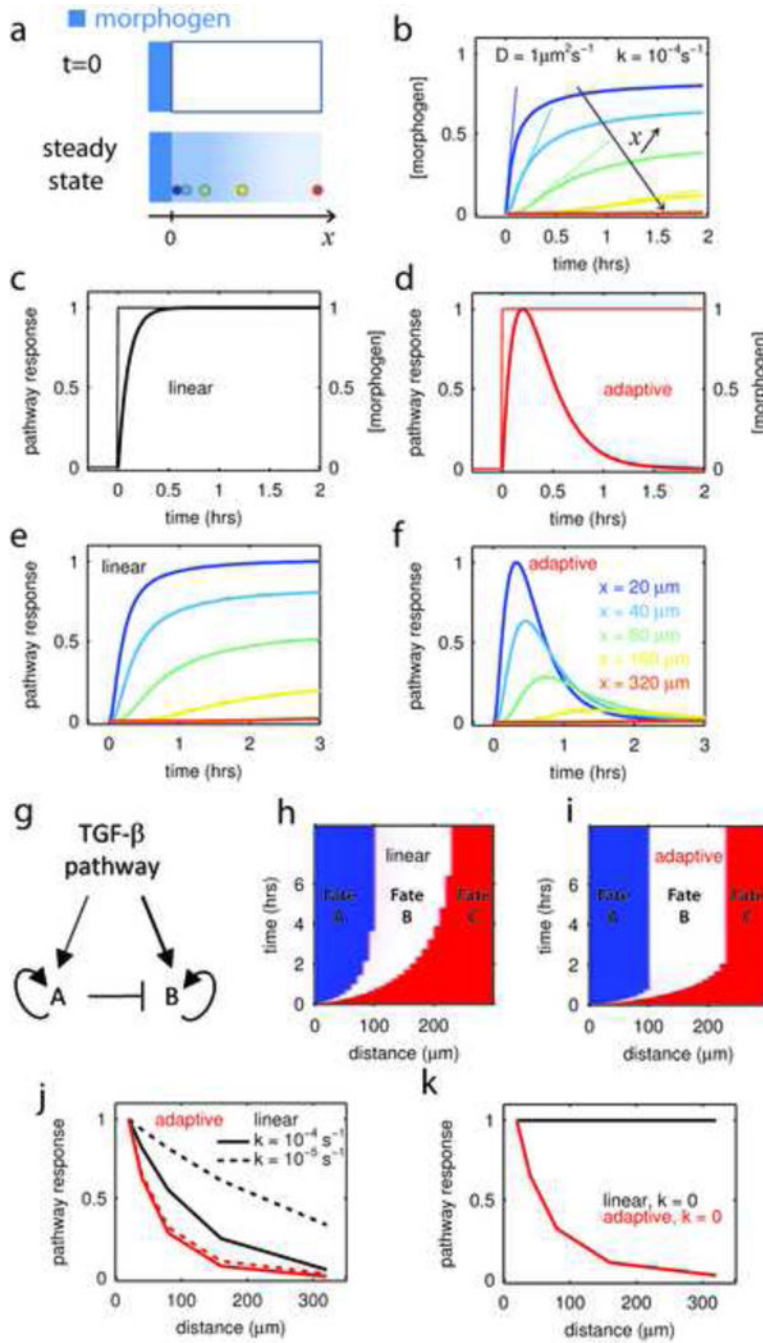 a
morphogen
t=0
steady
state
0
x
b
D = 1μm²s⁻¹ k = 10⁻⁴s⁻¹
[morphogen]
1
0.5
0
x
0 0.5 1 1.5 2
time (hrs)
c
pathway response
1
0.5
0
linear
1
0.5
0
[morphogen]
0 0.5 1 1.5 2
time (hrs)
d
pathway response
1
0.5
0
adaptive
1
0.5
0
[morphogen]
0 0.5 1 1.5 2
time (hrs)
e
pathway response
1
0.5
0
linear
0 1 2 3
time (hrs)
f
pathway response
1
0.5
0
adaptive
x = 20 μm
x = 40 μm
x = 80 μm
x = 160 μm
x = 320 μm
0 1 2 3
time (hrs)
g
TGF-β
pathway
A B
h
time (hrs)
6
4
2
0
linear
Fate
A
Fate
B
Fate
C
0 100 200
distance (μm)
i
time (hrs)
6
4
2
0
adaptive
Fate
A
Fate
B
Fate
C
0 100 200
distance (μm)
j
pathway response
1
0.5
0
adaptive linear
k = 10⁻⁴ s⁻¹
k = 10⁻⁵ s⁻¹
0 100 200 300
distance (μm)
k
pathway response
1
0.5
0
linear, k = 0
adaptive, k = 0
0 100 200 300
distance (μm)